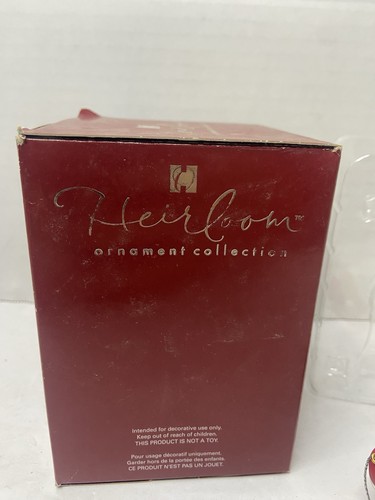 Heirloom™
ornament collection
Intended for decorative use only.
Keep out of reach of children.
THIS PRODUCT IS NOT A TOY.
Pour usage décoratif uniquement.
Garder hors de la portée des enfants.
CE PRODUIT N'EST PAS UN JOUET.